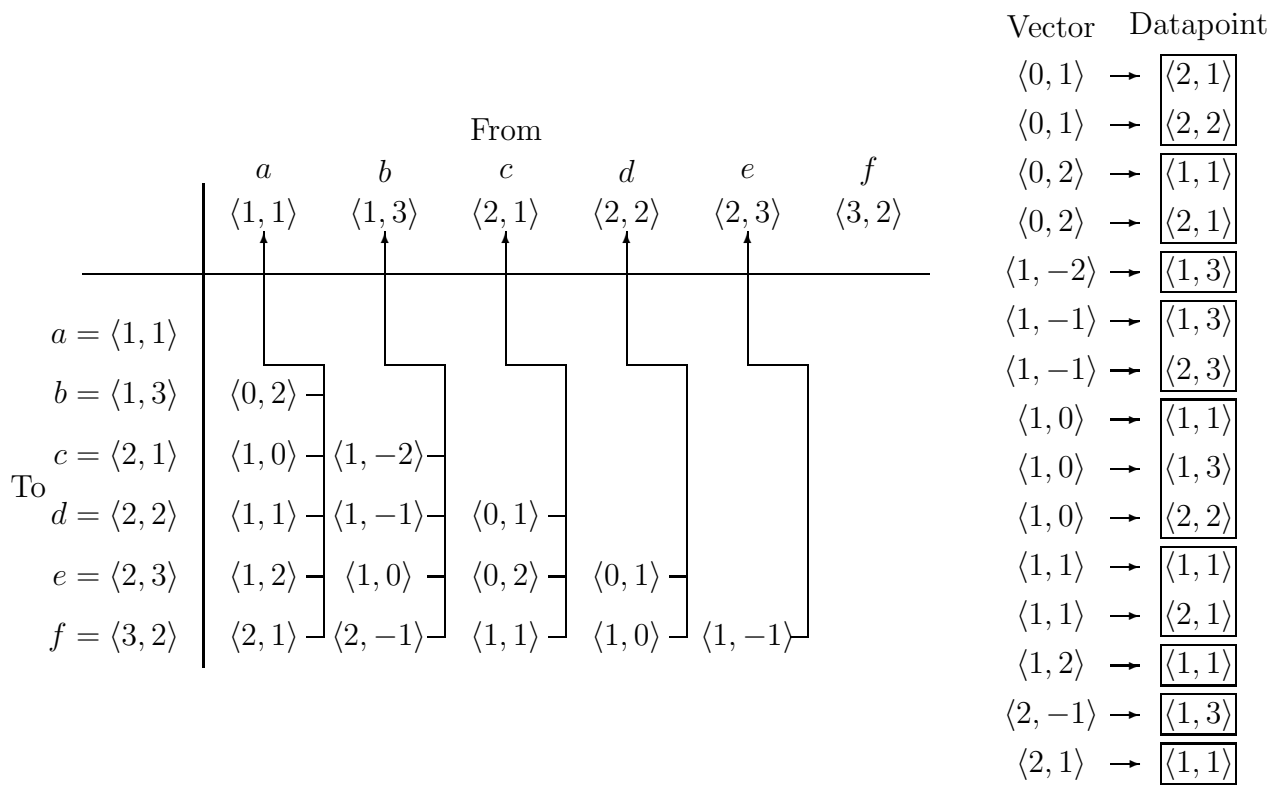 From
a b c d e f
⟨1, 1⟩ ⟨1, 3⟩ ⟨2, 1⟩ ⟨2, 2⟩ ⟨2, 3⟩ ⟨3, 2⟩
a = ⟨1, 1⟩
b = ⟨1, 3⟩ ⟨0, 2⟩
c = ⟨2, 1⟩ ⟨1, 0⟩ ⟨1, −2⟩
To
d = ⟨2, 2⟩ ⟨1, 1⟩ ⟨1, −1⟩ ⟨0, 1⟩
e = ⟨2, 3⟩ ⟨1, 2⟩ ⟨1, 0⟩ ⟨0, 2⟩ ⟨0, 1⟩
f = ⟨3, 2⟩ ⟨2, 1⟩ ⟨2, −1⟩ ⟨1, 1⟩ ⟨1, 0⟩ ⟨1, −1⟩
Vector Datapoint
⟨0, 1⟩ → ⟨2, 1⟩
⟨0, 1⟩ → ⟨2, 2⟩
⟨0, 2⟩ → ⟨1, 1⟩
⟨0, 2⟩ → ⟨2, 1⟩
⟨1, −2⟩ → ⟨1, 3⟩
⟨1, −1⟩ → ⟨1, 3⟩
⟨1, −1⟩ → ⟨2, 3⟩
⟨1, 0⟩ → ⟨1, 1⟩
⟨1, 0⟩ → ⟨1, 3⟩
⟨1, 0⟩ → ⟨2, 2⟩
⟨1, 1⟩ → ⟨1, 1⟩
⟨1, 1⟩ → ⟨2, 1⟩
⟨1, 2⟩ → ⟨1, 1⟩
⟨2, −1⟩ → ⟨1, 3⟩
⟨2, 1⟩ → ⟨1, 1⟩